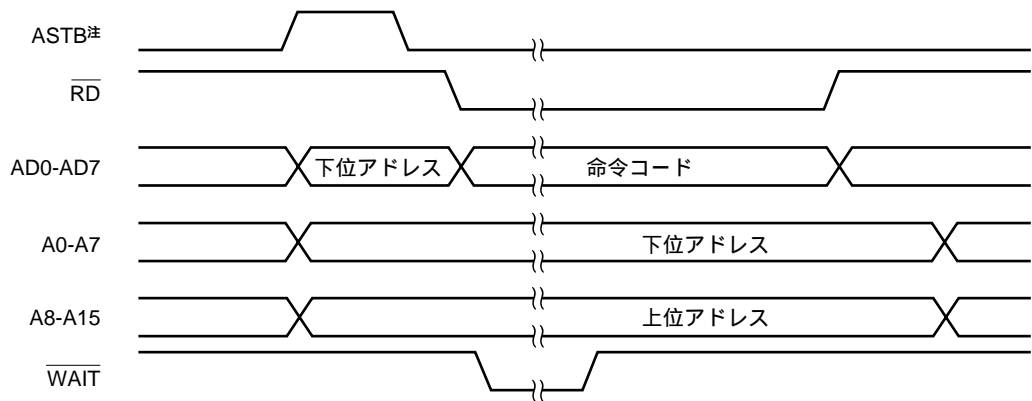 ASTB注
RD
AD0-AD7 下位アドレス 命令コード
A0-A7 下位アドレス
A8-A15 上位アドレス
WAIT